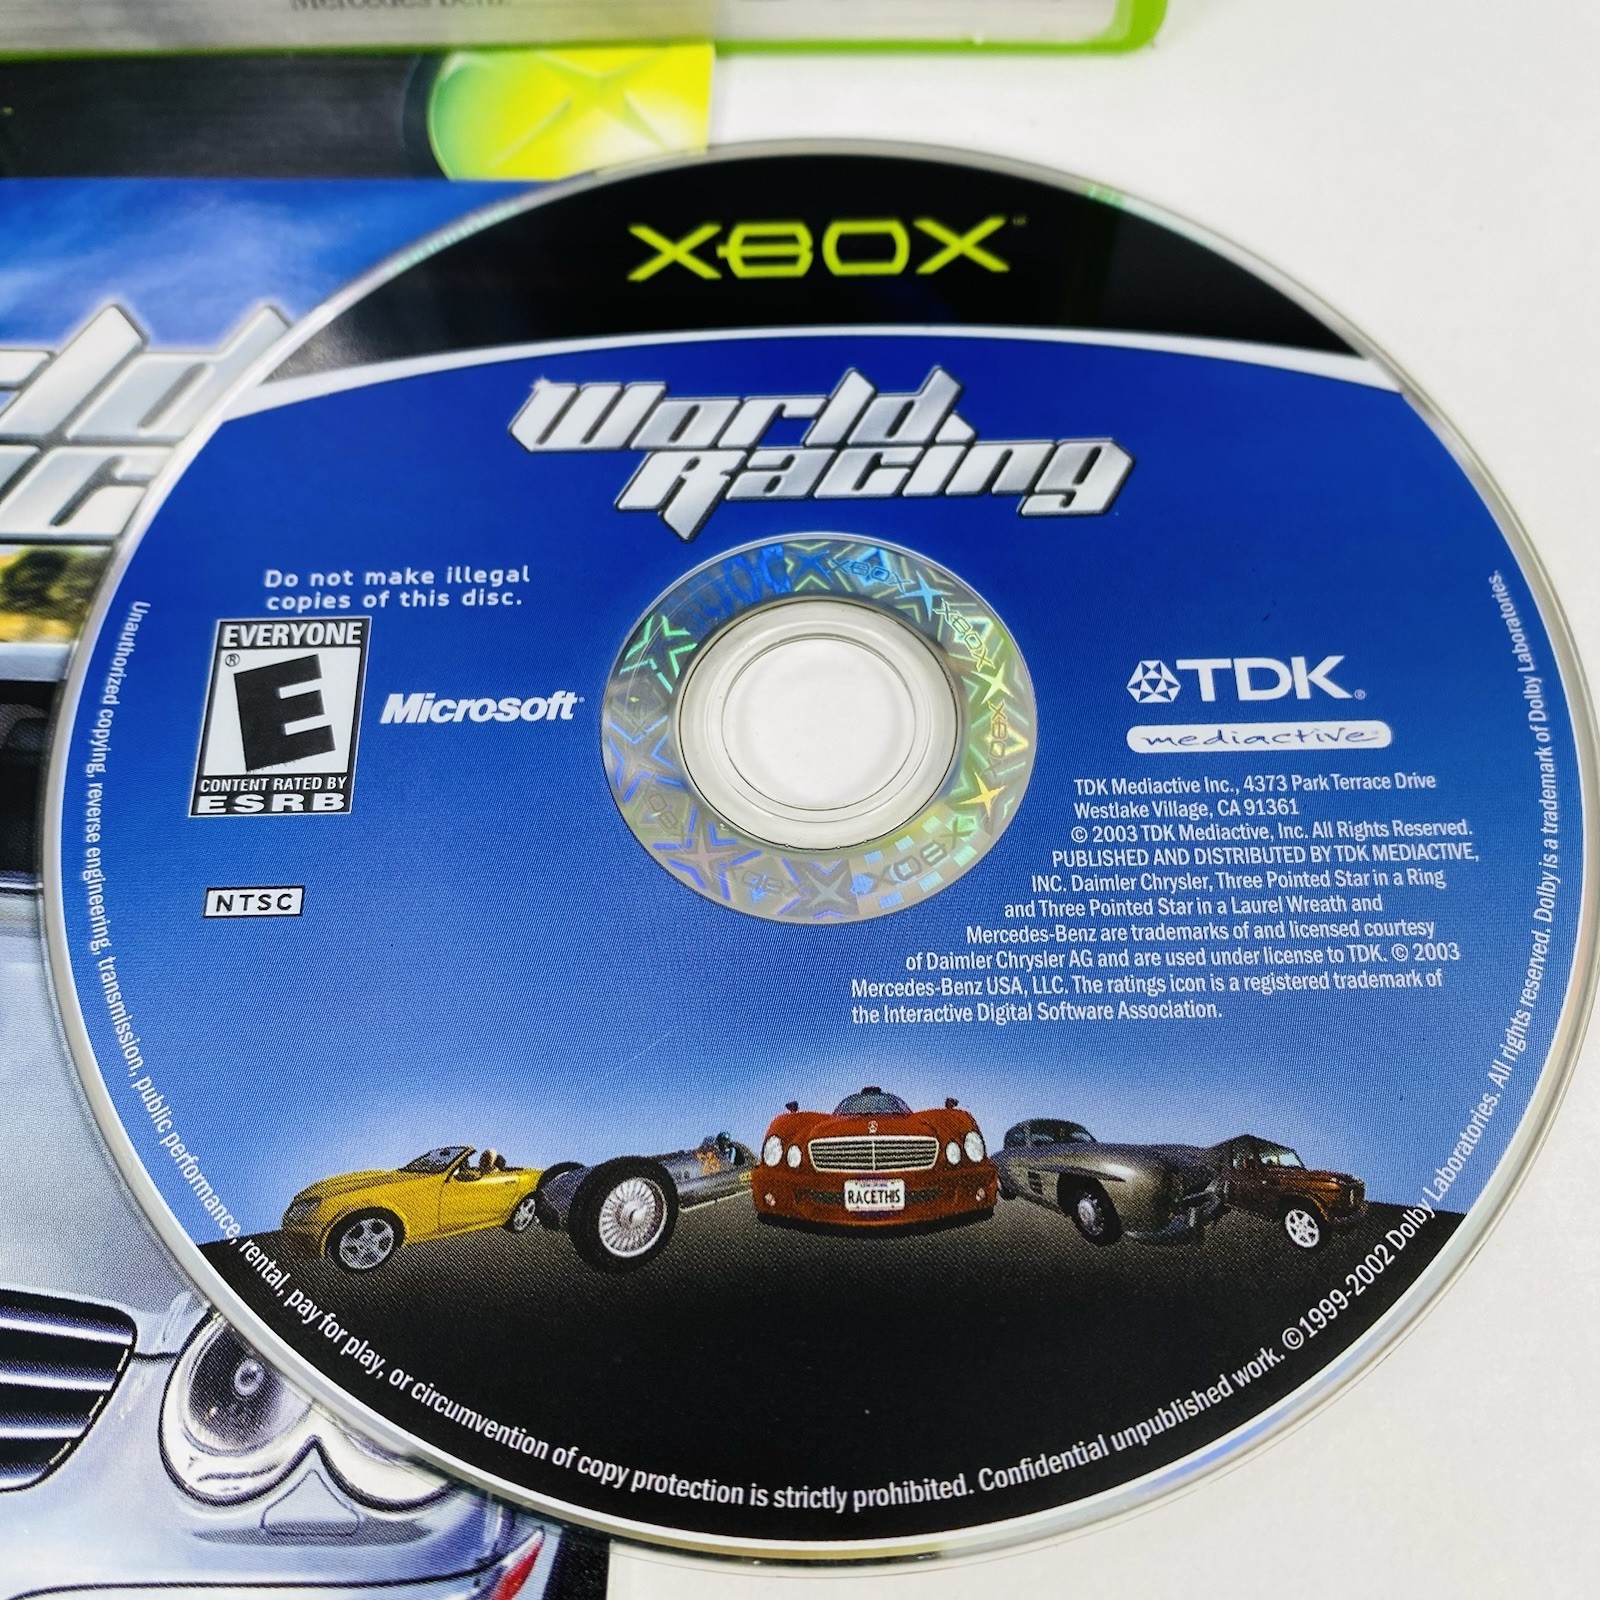 Mercedes Benz.
XBOX™
World
Racing
Do not make illegal
copies of this disc.
EVERYONE
E
®
CONTENT RATED BY
ESRB
Microsoft®
NTSC
TDK®
mediactive®
TDK Mediactive Inc., 4373 Park Terrace Drive
Westlake Village, CA 91361
© 2003 TDK Mediactive, Inc. All Rights Reserved.
PUBLISHED AND DISTRIBUTED BY TDK MEDIACTIVE,
INC. Daimler Chrysler, Three Pointed Star in a Ring
and Three Pointed Star in a Laurel Wreath and
Mercedes-Benz are trademarks of and licensed courtesy
of Daimler Chrysler AG and are used under license to TDK. © 2003
Mercedes-Benz USA, LLC. The ratings icon is a registered trademark of
the Interactive Digital Software Association.
RACETHIS
Unauthorized copying, reverse engineering, transmission, public performance, rental, pay for play, or circumvention of copy protection is strictly prohibited. Confidential unpublished work. ©1999-2002 Dolby Laboratories. All rights reserved. Dolby is a trademark of Dolby Laboratories.
XBOX
XBOX
XBOX
XBOX